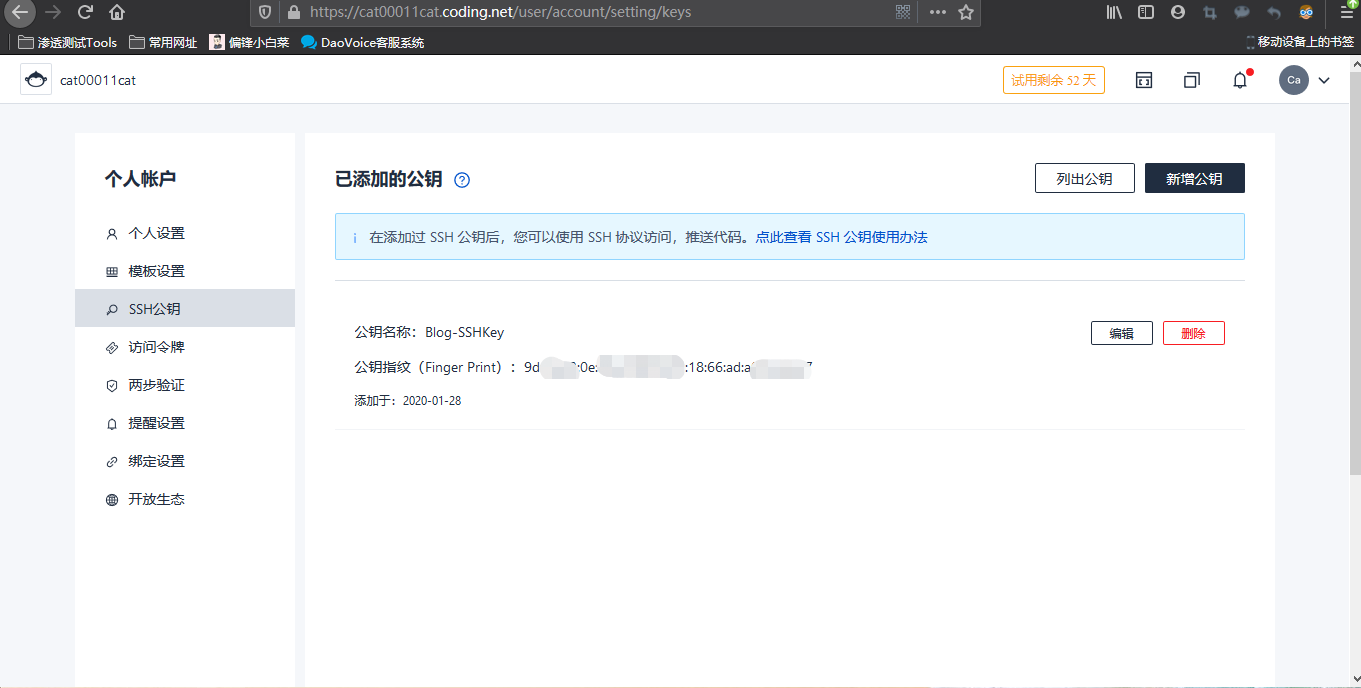 https://cat00011cat.coding.net/user/account/setting/keys
渗透测试Tools 常用网址 偏锋小白菜 DaoVoice客服系统 移动设备上的书签
cat00011cat 试用剩余 52 天 Ca
个人帐户
个人设置
模板设置
SSH公钥
访问令牌
两步验证
提醒设置
绑定设置
开放生态
已添加的公钥 列出公钥 新增公钥
在添加过 SSH 公钥后，您可以使用 SSH 协议访问，推送代码。点此查看 SSH 公钥使用办法
公钥名称：Blog-SSHKey 编辑 删除
公钥指纹（Finger Print）：9d :0e: :18:66:ad:a 7
添加于：2020-01-28